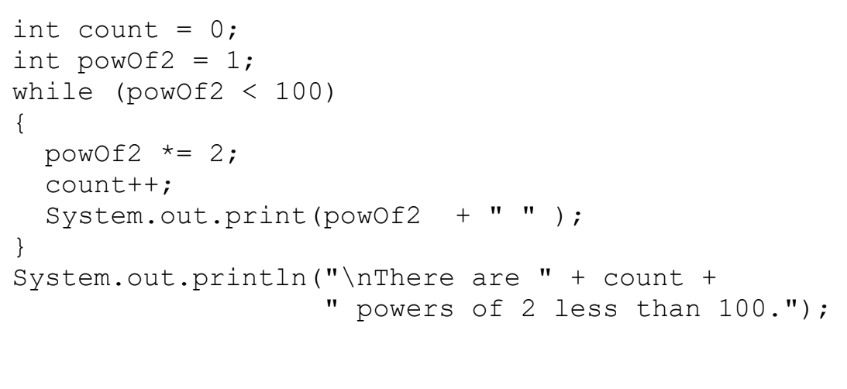 int count = 0;
int powOf2 = 1;
while (powOf2 < 100)
{
  powOf2 *= 2;
  count++;
  System.out.print(powOf2  + " " );
}
System.out.println("\nThere are " + count +
                   " powers of 2 less than 100.");